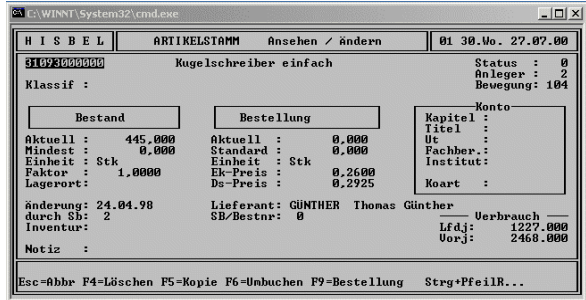 C:\WINNT\System32\cmd.exe
H I S B E L ARTIKELSTAMM Ansehen / ändern 01 30.Wo. 27.07.00
31093000000 Kugelschreiber einfach Status : 0
Anleger : 2
Klassif : Bewegung: 104
Konto
Bestand Bestellung Kapitel :
Titel :
Aktuell : 445,000 Aktuell : 0,000 Ut :
Mindest : 0,000 Standard : 0,000 Fachber.:
Einheit : Stk Einheit : Stk Institut:
Faktor : 1,0000 Ek-Preis : 0,2600
Lagerort: Ds-Preis : 0,2925 Koart :
änderung: 24.04.98 Lieferant: GÜNTHER Thomas Günther
durch Sb: 2 SB/Bestnr: 0 Verbrauch
Inventur: Lfdj: 1227.000
Vorj: 2468.000
Notiz :
Esc=Abbr F4=Löschen F5=Kopie F6=Umbuchen F9=Bestellung Strg+PfeilR...